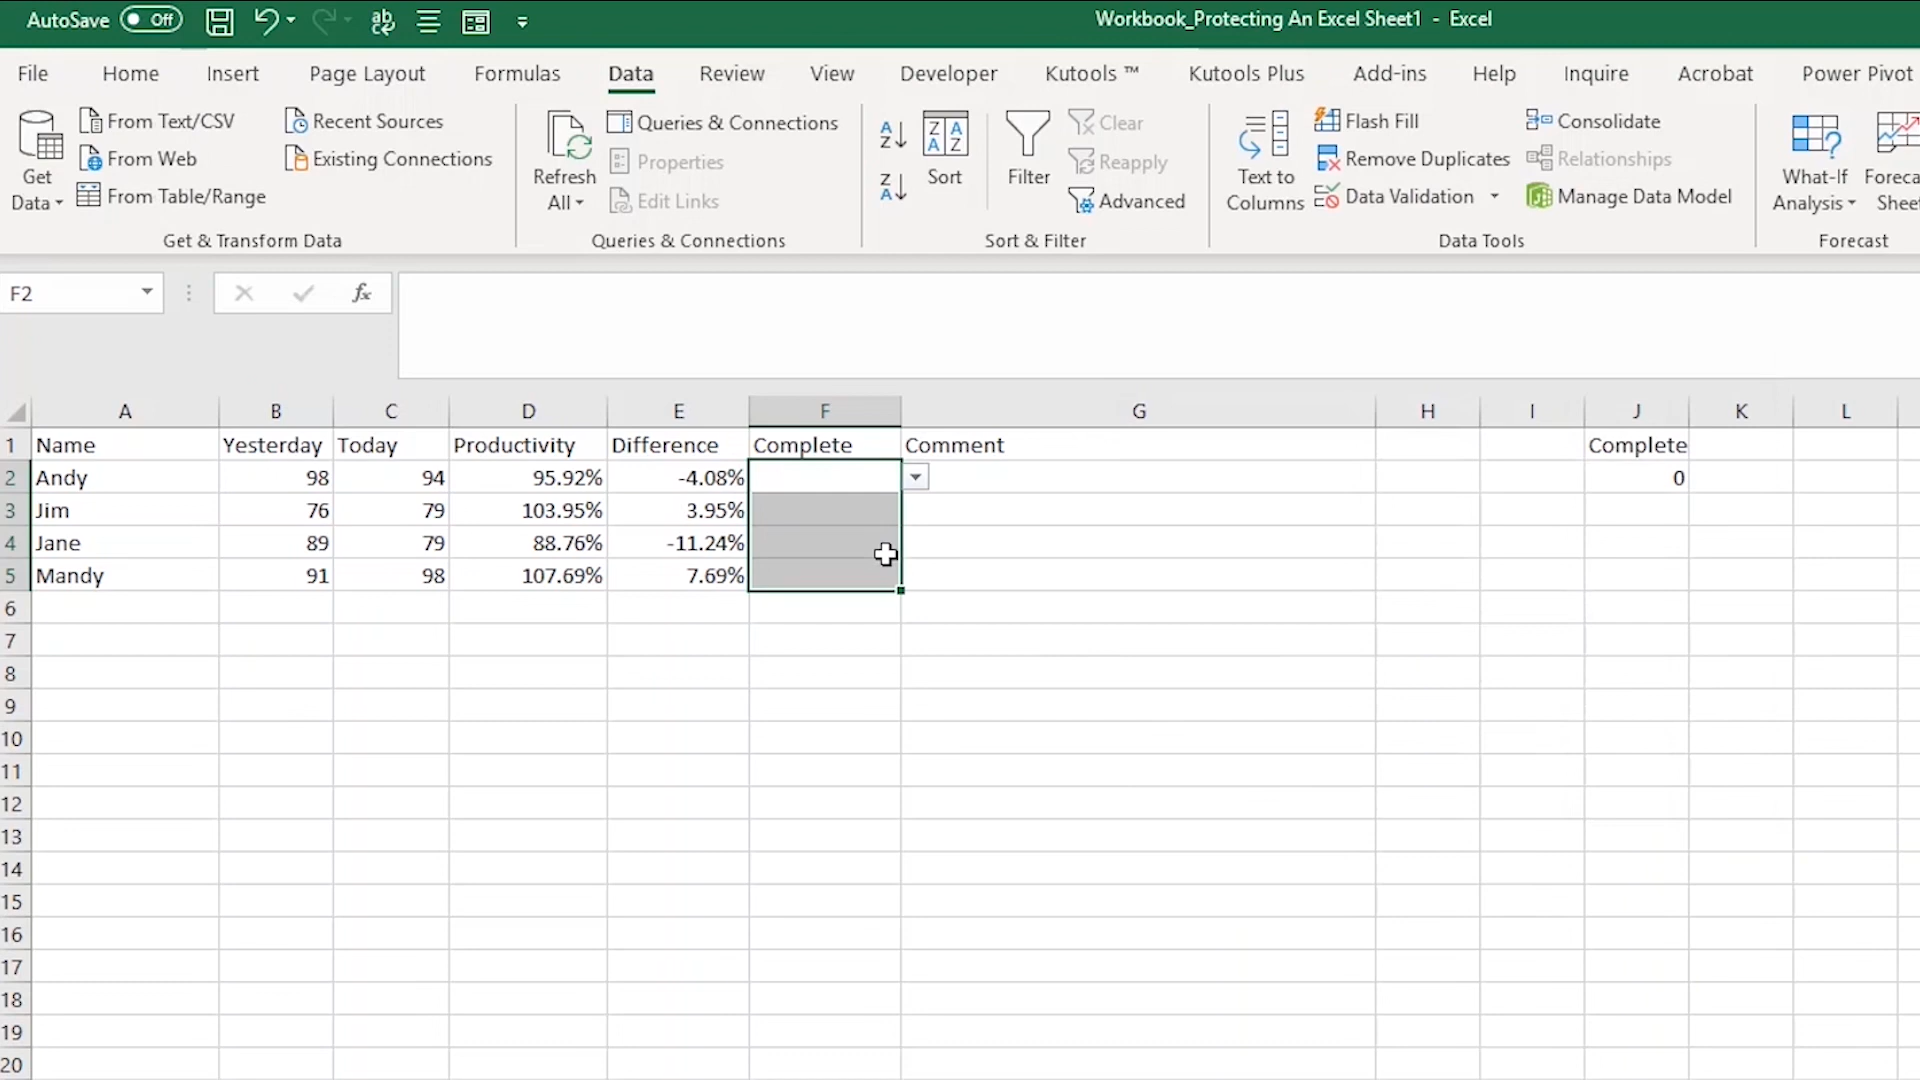 AutoSave Off Workbook_Protecting An Excel Sheet1 - Excel
File Home Insert Page Layout Formulas Data Review View Developer Kutools ™ Kutools Plus Add-ins Help Inquire Acrobat Power Pivot
Get Data
From Text/CSV
From Web
From Table/Range
Recent Sources
Existing Connections
Get & Transform Data
Refresh All
Queries & Connections
Properties
Edit Links
Queries & Connections
Sort
Filter
Clear
Reapply
Advanced
Sort & Filter
Text to Columns
Flash Fill
Remove Duplicates
Data Validation
Consolidate
Relationships
Manage Data Model
Data Tools
What-If Analysis
Foreca
Sheet
Forecast
F2 fx
A B C D E F G H I J K L
1 Name Yesterday Today Productivity Difference Complete Comment Complete
2 Andy 98 94 95.92% -4.08% 0
3 Jim 76 79 103.95% 3.95%
4 Jane 89 79 88.76% -11.24%
5 Mandy 91 98 107.69% 7.69%
6
7
8
9
10
11
12
13
14
15
16
17
18
19
20